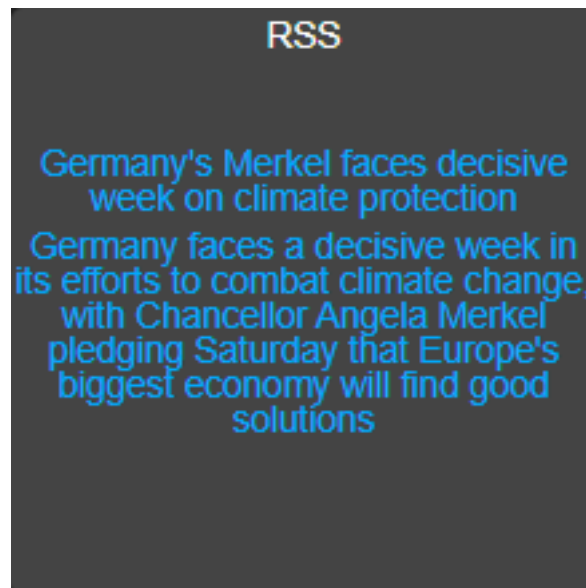 RSS
Germany's Merkel faces decisive
week on climate protection
Germany faces a decisive week in
its efforts to combat climate change,
with Chancellor Angela Merkel
pledging Saturday that Europe's
biggest economy will find good
solutions